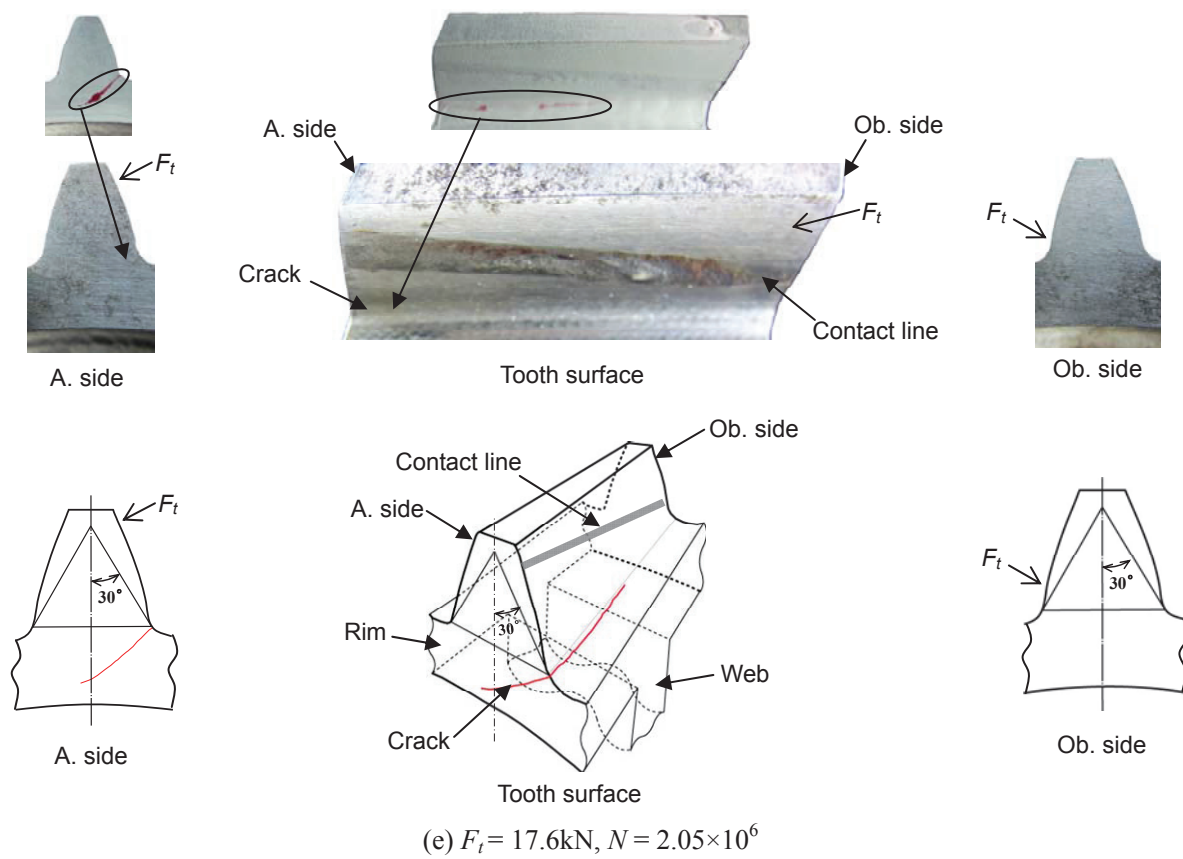 A. side
Ob. side
F_t
F_t
F_t
Crack
Contact line
A. side
Tooth surface
Ob. side
Ob. side
Contact line
F_t
A. side
F_t
30°
30°
30°
Rim
Web
Crack
A. side
Ob. side
Tooth surface
(e) F_t = 17.6kN, N = 2.05×10^6